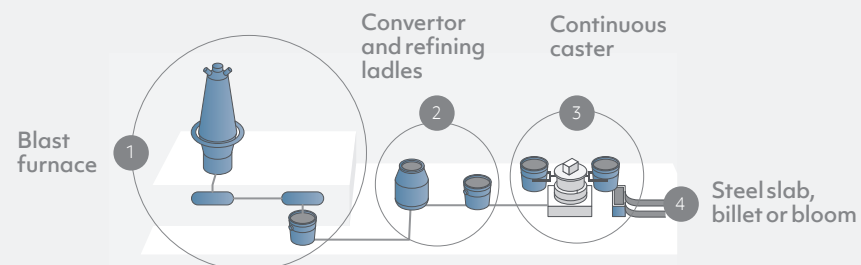 Blast
furnace
1
Convertor
and refining
ladles
2
Continuous
caster
3
4
Steel slab,
billet or bloom